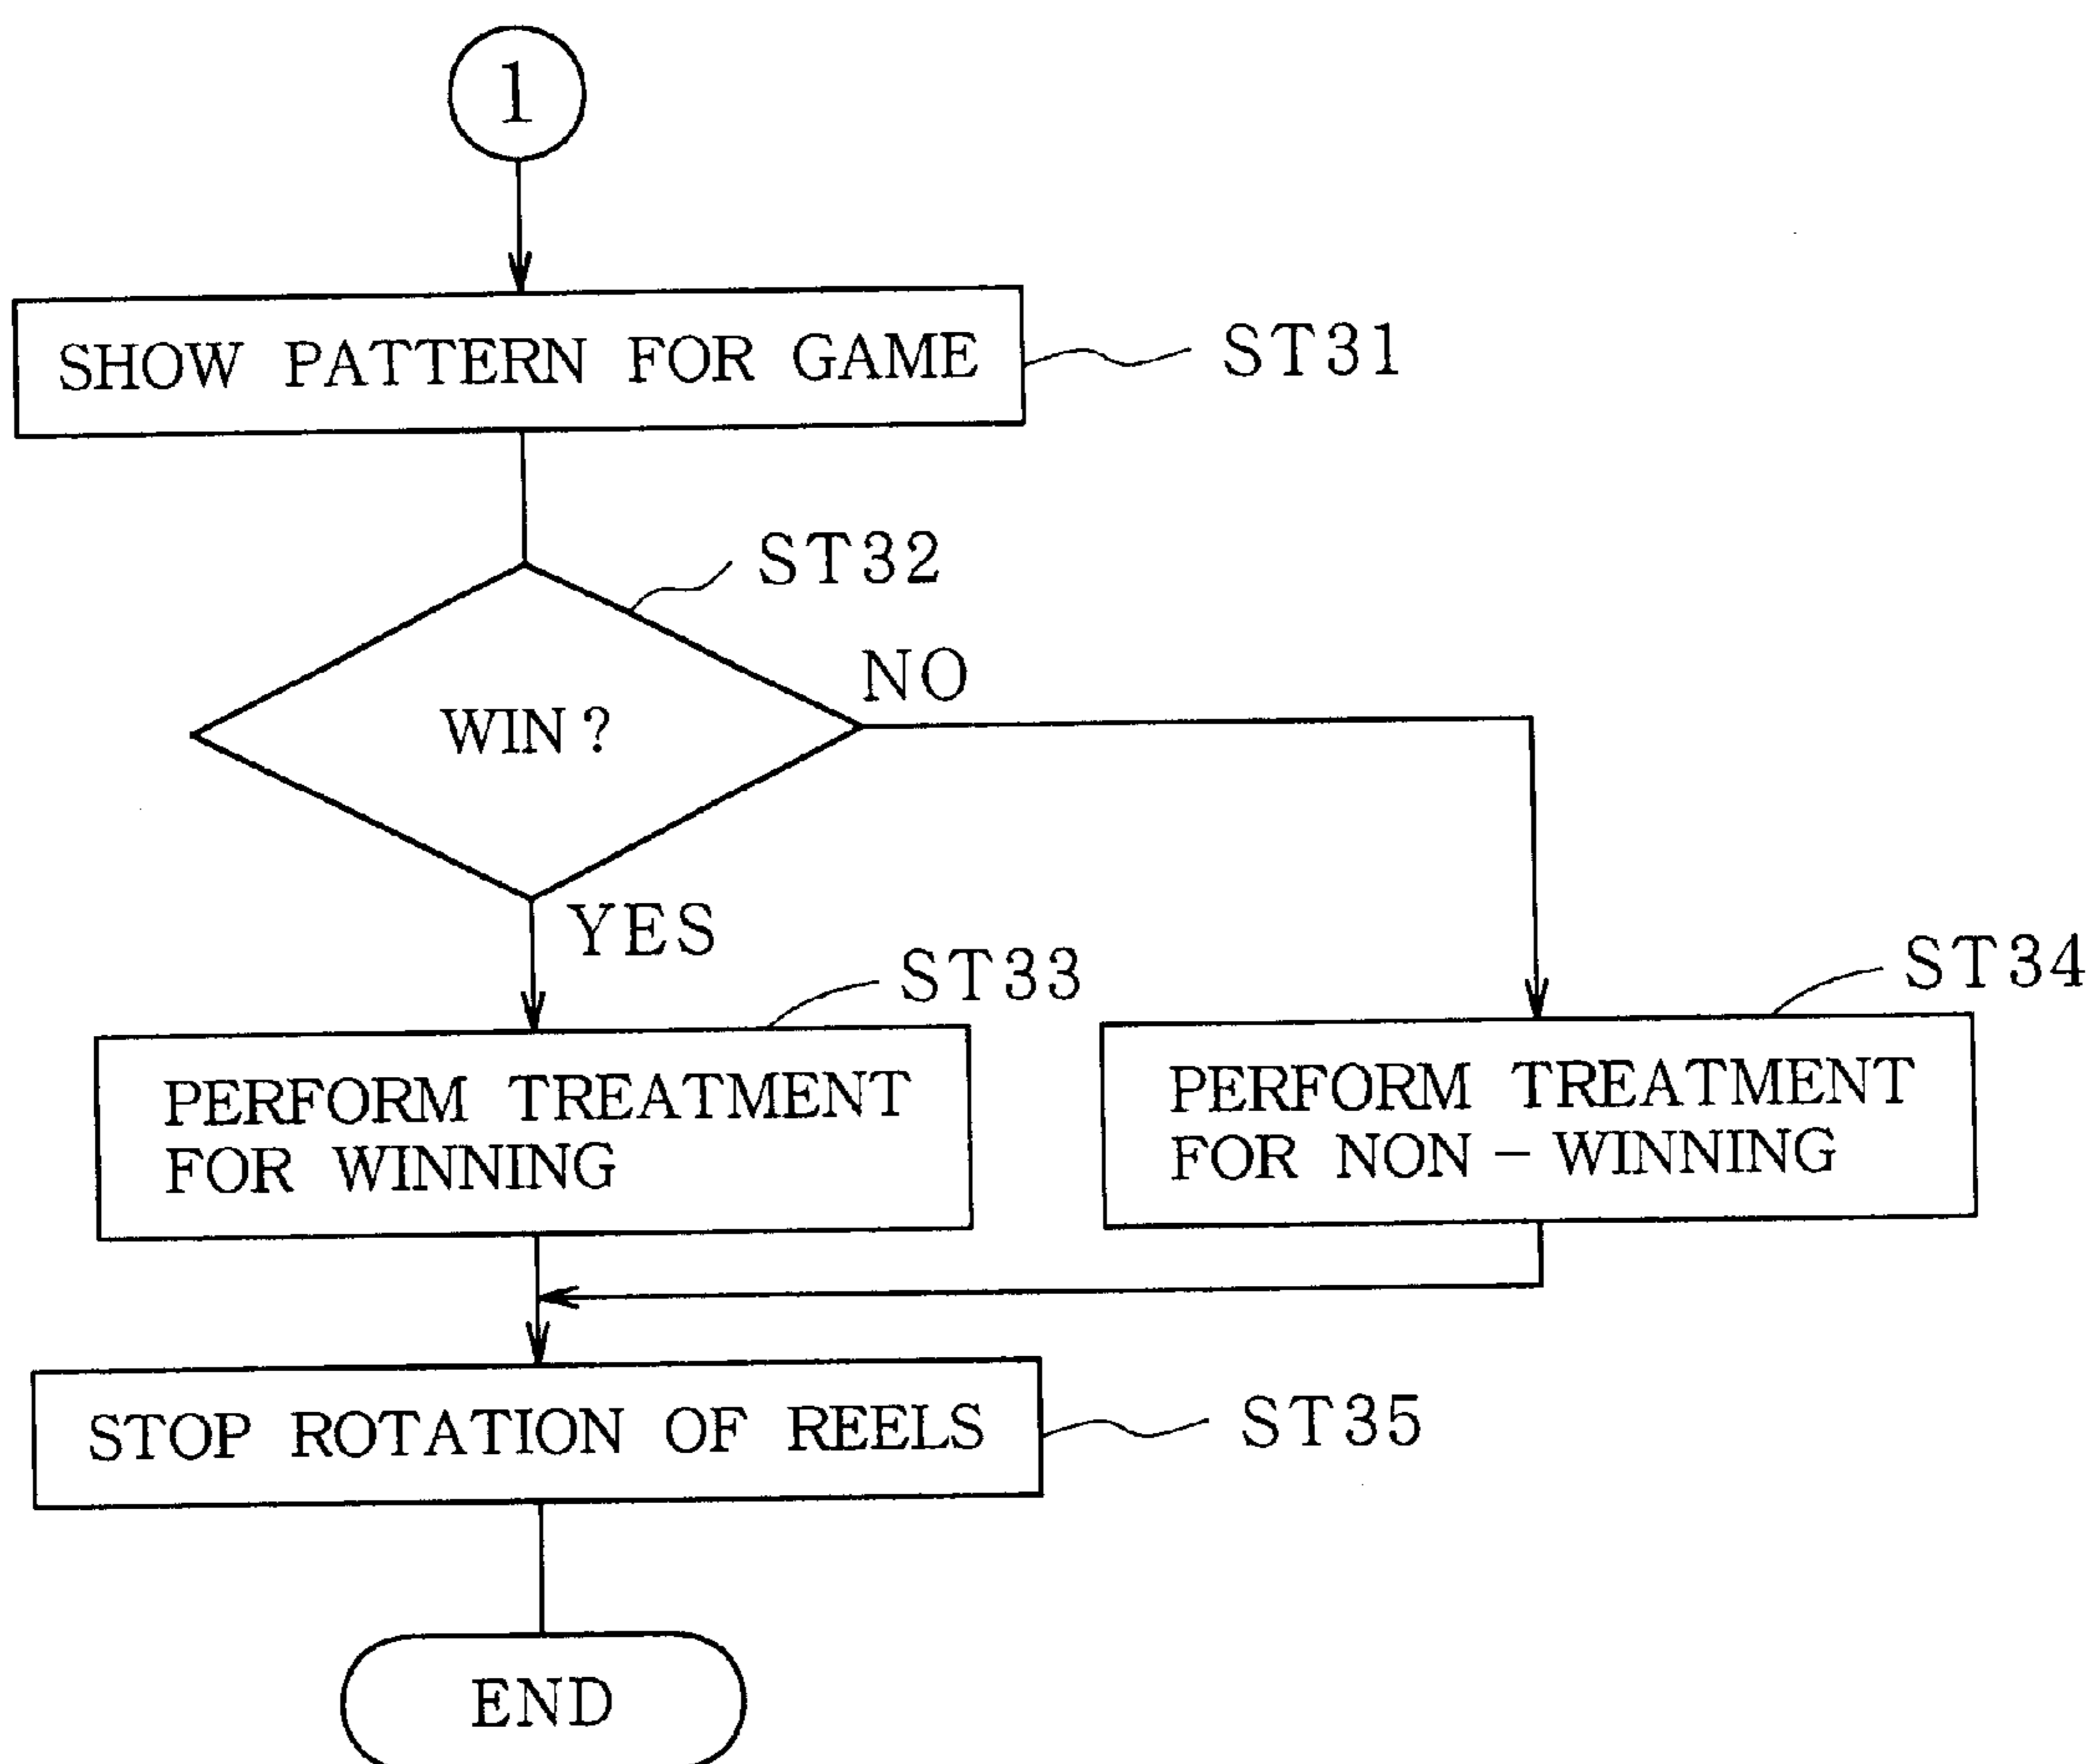 1
SHOW PATTERN FOR GAME
ST31
ST32
WIN?
NO
YES
ST33
ST34
PERFORM TREATMENT
FOR WINNING
PERFORM TREATMENT
FOR NON-WINNING
STOP ROTATION OF REELS
ST35
END